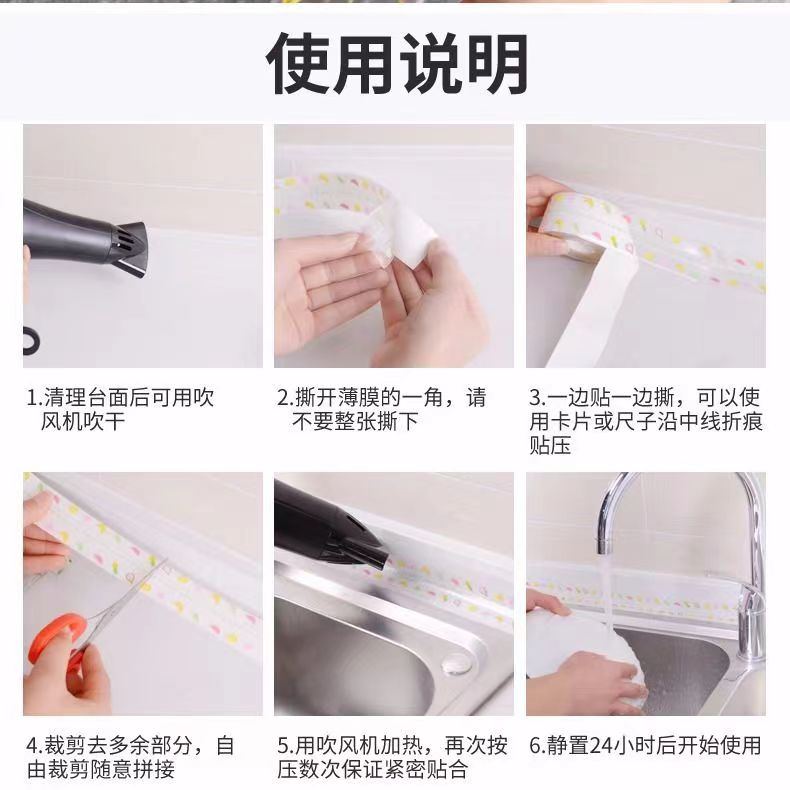 使用说明
1.清理台面后可用吹
风机吹干
2.撕开薄膜的一角，请
不要整张撕下
3.一边贴一边撕，可以使
用卡片或尺子沿中线折痕
贴压
4.裁剪去多余部分，自
由裁剪随意拼接
5.用吹风机加热，再次按
压数次保证紧密贴合
6.静置24小时后开始使用